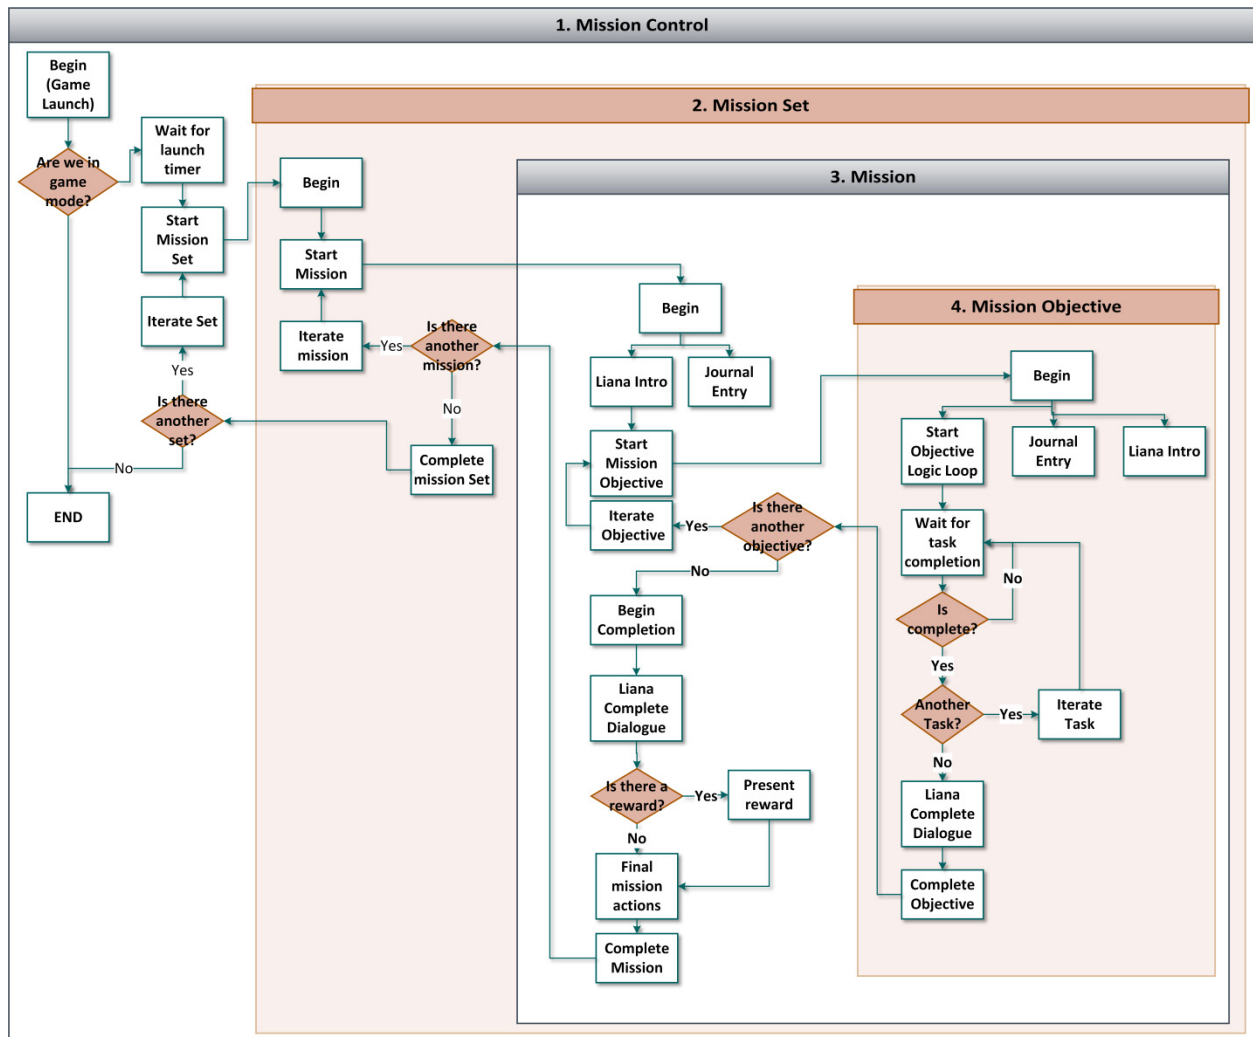 1. Mission Control
Begin
(Game
Launch)
Are we in
game
mode?
Wait for
launch
timer
Start
Mission
Set
Iterate Set
Yes
Is there
another
set?
No
END
2. Mission Set
Begin
Start
Mission
Iterate
mission
Yes
Is there
another
mission?
No
Complete
mission Set
3. Mission
Begin
Liana Intro
Journal
Entry
Start
Mission
Objective
Iterate
Objective
Yes
Is there
another
objective?
No
Begin
Completion
Liana
Complete
Dialogue
Is there a
reward?
Yes
Present
reward
No
Final
mission
actions
Complete
Mission
4. Mission Objective
Begin
Start
Objective
Logic Loop
Journal
Entry
Liana Intro
Wait for
task
completion
No
Is
complete?
Yes
Another
Task?
Yes
Iterate
Task
No
Liana
Complete
Dialogue
Complete
Objective